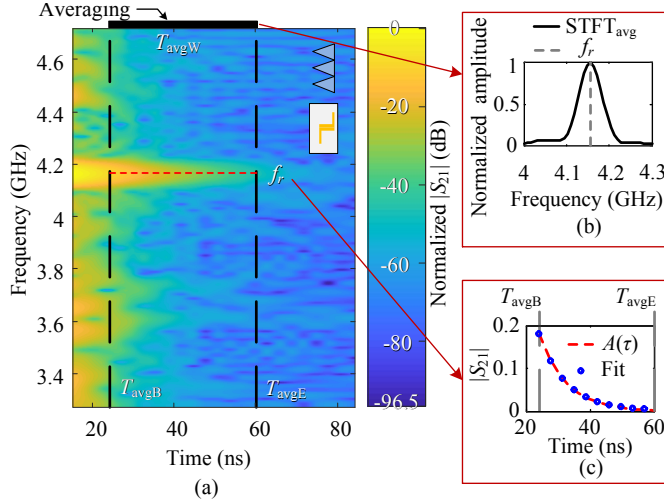 Averaging
T_avgW
4.6
4.4
4.2
4
3.8
3.6
3.4
Frequency (GHz)
f_r
T_avgB
T_avgE
20
40
60
80
Time (ns)
(a)
0
-20
-40
-60
-80
-96.5
Normalized |S_21| (dB)
STFT_avg
f_r
Normalized amplitude
1
0.5
0
4
4.1
4.2
4.3
Frequency (GHz)
(b)
T_avgB
T_avgE
0.2
0.1
0
|S_21|
A(τ)
Fit
20
40
60
Time (ns)
(c)